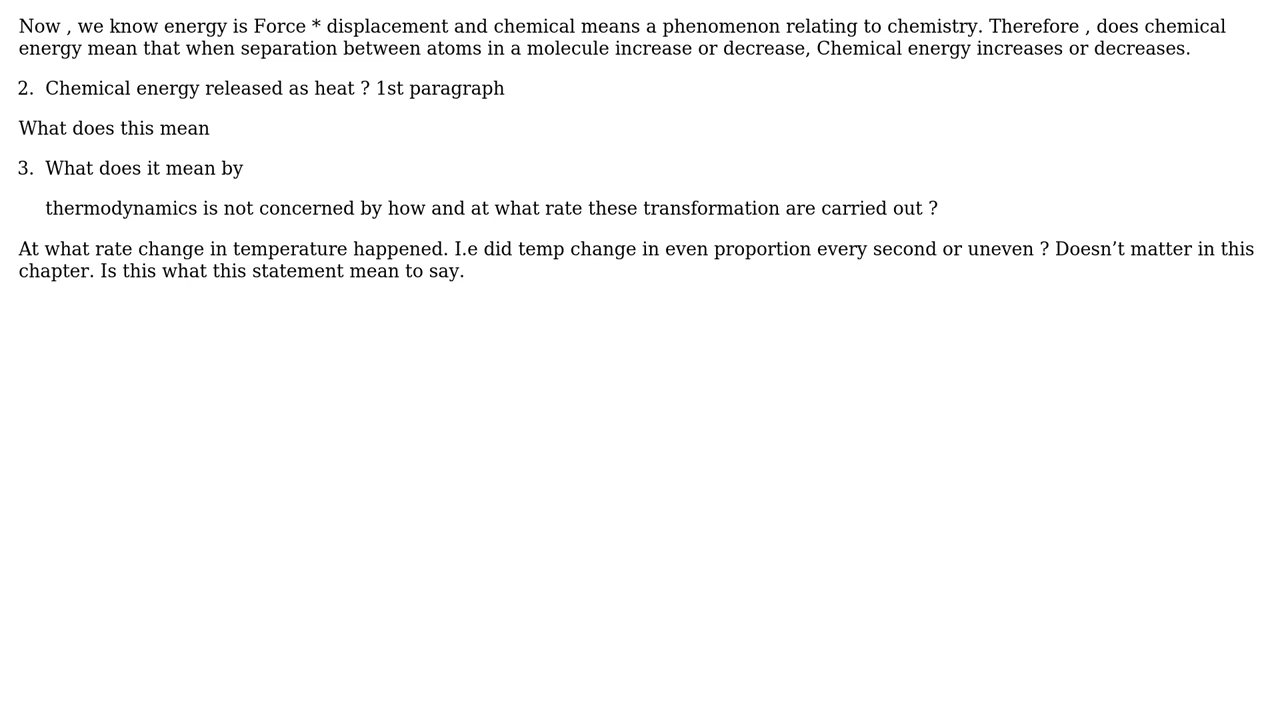 Now , we know energy is Force * displacement and chemical means a phenomenon relating to chemistry. Therefore , does chemical
energy mean that when separation between atoms in a molecule increase or decrease, Chemical energy increases or decreases.
2. Chemical energy released as heat ? 1st paragraph
What does this mean
3. What does it mean by
thermodynamics is not concerned by how and at what rate these transformation are carried out ?
At what rate change in temperature happened. I.e did temp change in even proportion every second or uneven ? Doesn’t matter in this
chapter. Is this what this statement mean to say.